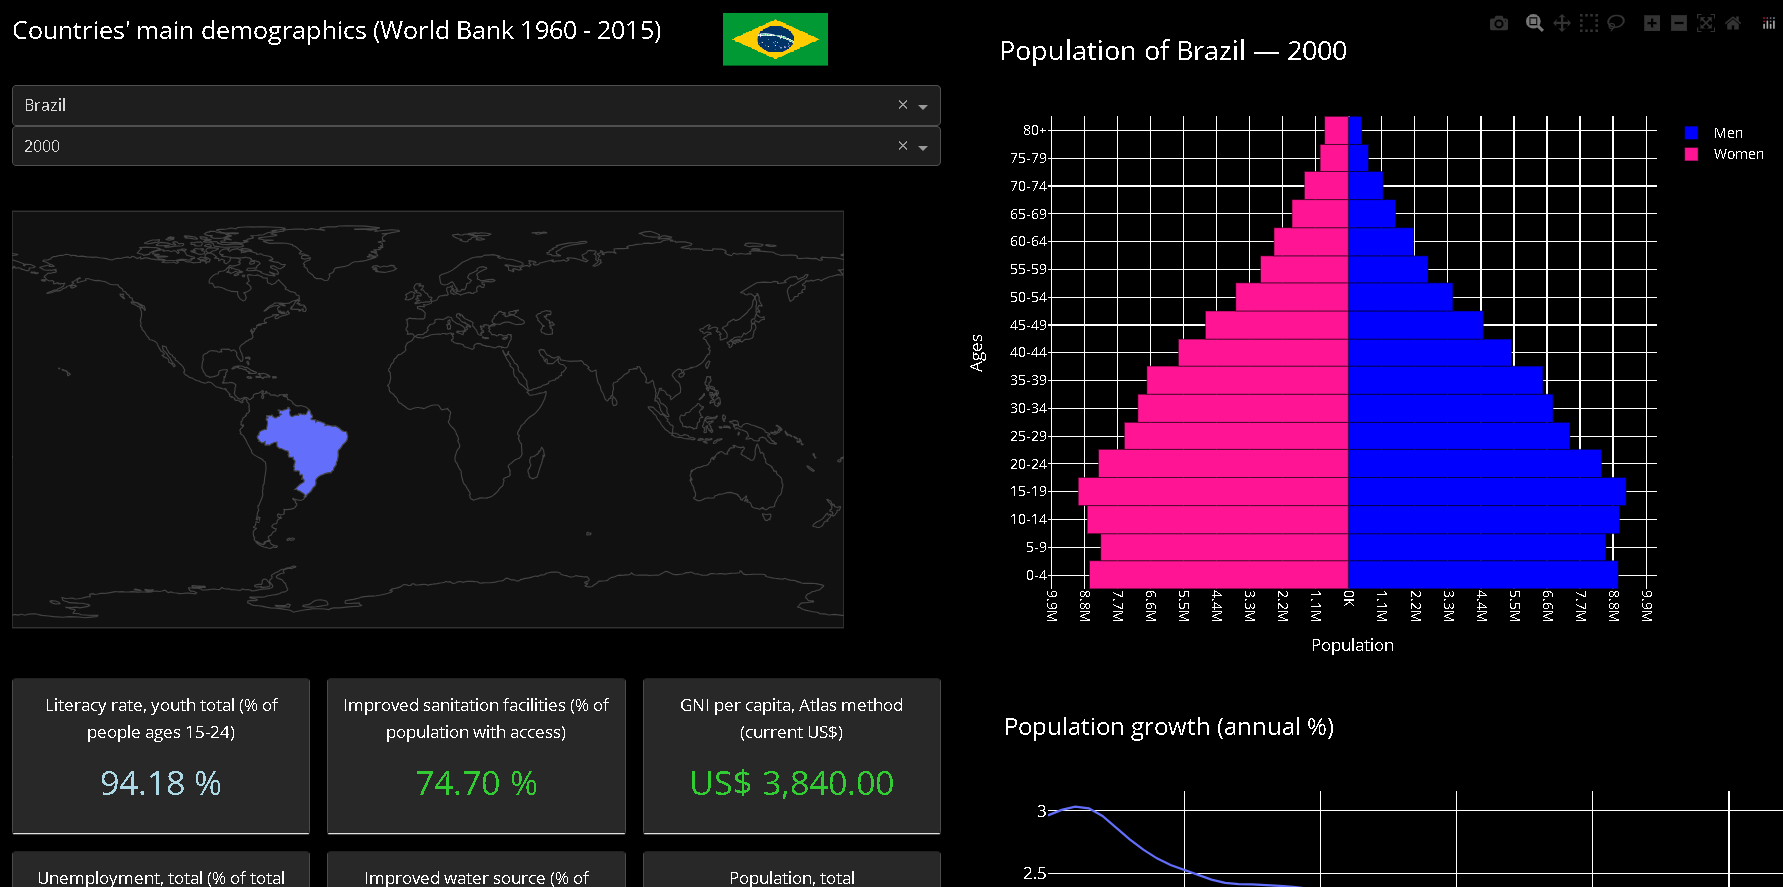 Countries' main demographics (World Bank 1960 - 2015)
Brazil
2000
Literacy rate, youth total (% of
people ages 15-24)
94.18 %
Improved sanitation facilities (% of
population with access)
74.70 %
GNI per capita, Atlas method
(current US$)
US$ 3,840.00
Unemployment, total (% of total
Improved water source (% of
Population, total
Population of Brazil — 2000
Men
Women
Ages
80+
75-79
70-74
65-69
60-64
55-59
50-54
45-49
40-44
35-39
30-34
25-29
20-24
15-19
10-14
5-9
0-4
9.9M 8.8M 7.7M 6.6M 5.5M 4.4M 3.3M 2.2M 1.1M 0K 1.1M 2.2M 3.3M 4.4M 5.5M 6.6M 7.7M 8.8M 9.9M
Population
Population growth (annual %)
3
2.5